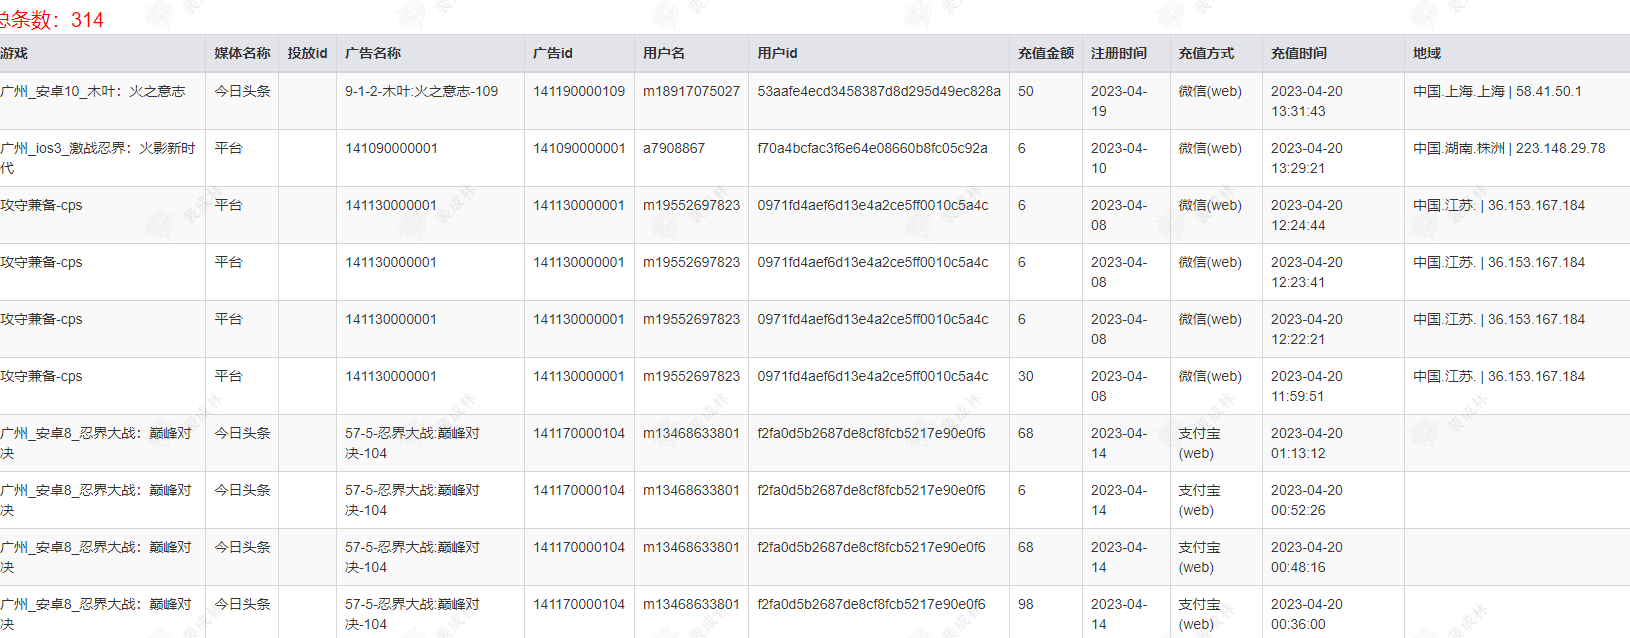 总条数：314
游戏 媒体名称 投放id 广告名称 广告id 用户名 用户id 充值金额 注册时间 充值方式 充值时间 地域
广州_安卓10_木叶：火之意志 今日头条 9-1-2-木叶:火之意志-109 141190000109 m18917075027 53aafe4ecd3458387d8d295d49ec828a 50 2023-04- 微信(web) 2023-04-20 中国.上海.上海 | 58.41.50.1
19 13:31:43
广州_ios3_激战忍界：火影新时 平台 141090000001 141090000001 a7908867 f70a4bcfac3f6e64e08660b8fc05c92a 6 2023-04- 微信(web) 2023-04-20 中国.湖南.株洲 | 223.148.29.78
代 10 13:29:21
攻守兼备-cps 平台 141130000001 141130000001 m19552697823 0971fd4aef6d13e4a2ce5ff0010c5a4c 6 2023-04- 微信(web) 2023-04-20 中国.江苏. | 36.153.167.184
08 12:24:44
攻守兼备-cps 平台 141130000001 141130000001 m19552697823 0971fd4aef6d13e4a2ce5ff0010c5a4c 6 2023-04- 微信(web) 2023-04-20 中国.江苏. | 36.153.167.184
08 12:23:41
攻守兼备-cps 平台 141130000001 141130000001 m19552697823 0971fd4aef6d13e4a2ce5ff0010c5a4c 6 2023-04- 微信(web) 2023-04-20 中国.江苏. | 36.153.167.184
08 12:22:21
攻守兼备-cps 平台 141130000001 141130000001 m19552697823 0971fd4aef6d13e4a2ce5ff0010c5a4c 30 2023-04- 微信(web) 2023-04-20 中国.江苏. | 36.153.167.184
08 11:59:51
广州_安卓8_忍界大战：巅峰对 今日头条 57-5-忍界大战:巅峰对 141170000104 m13468633801 f2fa0d5b2687de8cf8fcb5217e90e0f6 68 2023-04- 支付宝 2023-04-20
决 决-104 14 (web) 01:13:12
广州_安卓8_忍界大战：巅峰对 今日头条 57-5-忍界大战:巅峰对 141170000104 m13468633801 f2fa0d5b2687de8cf8fcb5217e90e0f6 6 2023-04- 支付宝 2023-04-20
决 决-104 14 (web) 00:52:26
广州_安卓8_忍界大战：巅峰对 今日头条 57-5-忍界大战:巅峰对 141170000104 m13468633801 f2fa0d5b2687de8cf8fcb5217e90e0f6 68 2023-04- 支付宝 2023-04-20
决 决-104 14 (web) 00:48:16
广州_安卓8_忍界大战：巅峰对 今日头条 57-5-忍界大战:巅峰对 141170000104 m13468633801 f2fa0d5b2687de8cf8fcb5217e90e0f6 98 2023-04- 支付宝 2023-04-20
决 决-104 14 (web) 00:36:00